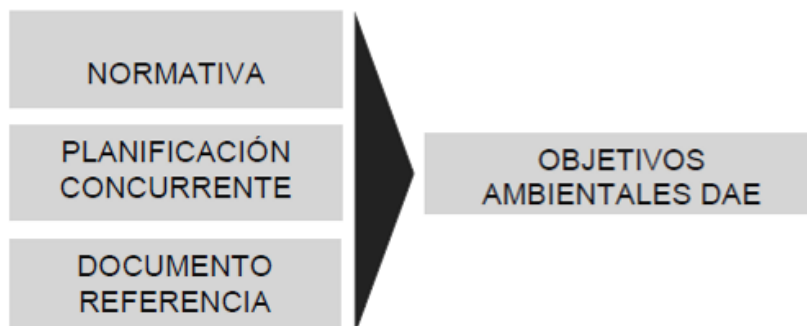 NORMATIVA
PLANIFICACIÓN
CONCURRENTE
DOCUMENTO
REFERENCIA
OBJETIVOS
AMBIENTALES DAE